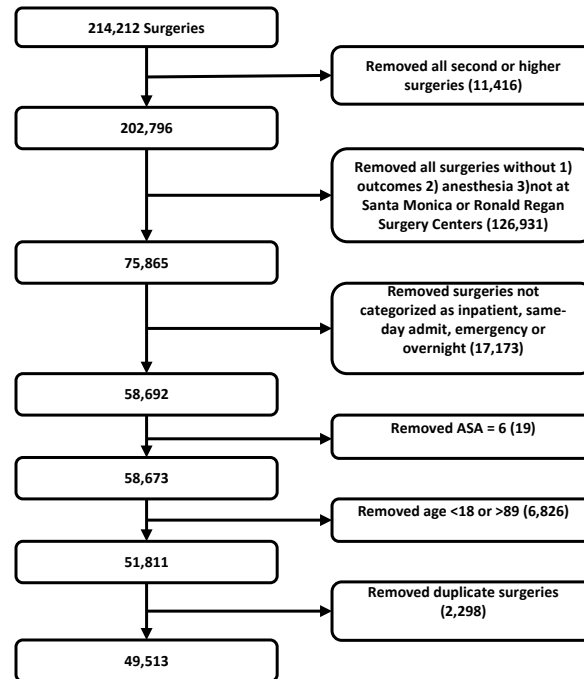 214,212 Surgeries
Removed all second or higher
surgeries (11,416)
202,796
Removed all surgeries without 1)
outcomes 2) anesthesia 3)not at
Santa Monica or Ronald Regan
Surgery Centers (126,931)
75,865
Removed surgeries not
categorized as inpatient, same-
day admit, emergency or
overnight (17,173)
58,692
Removed ASA = 6 (19)
58,673
Removed age <18 or >89 (6,826)
51,811
Removed duplicate surgeries
(2,298)
49,513